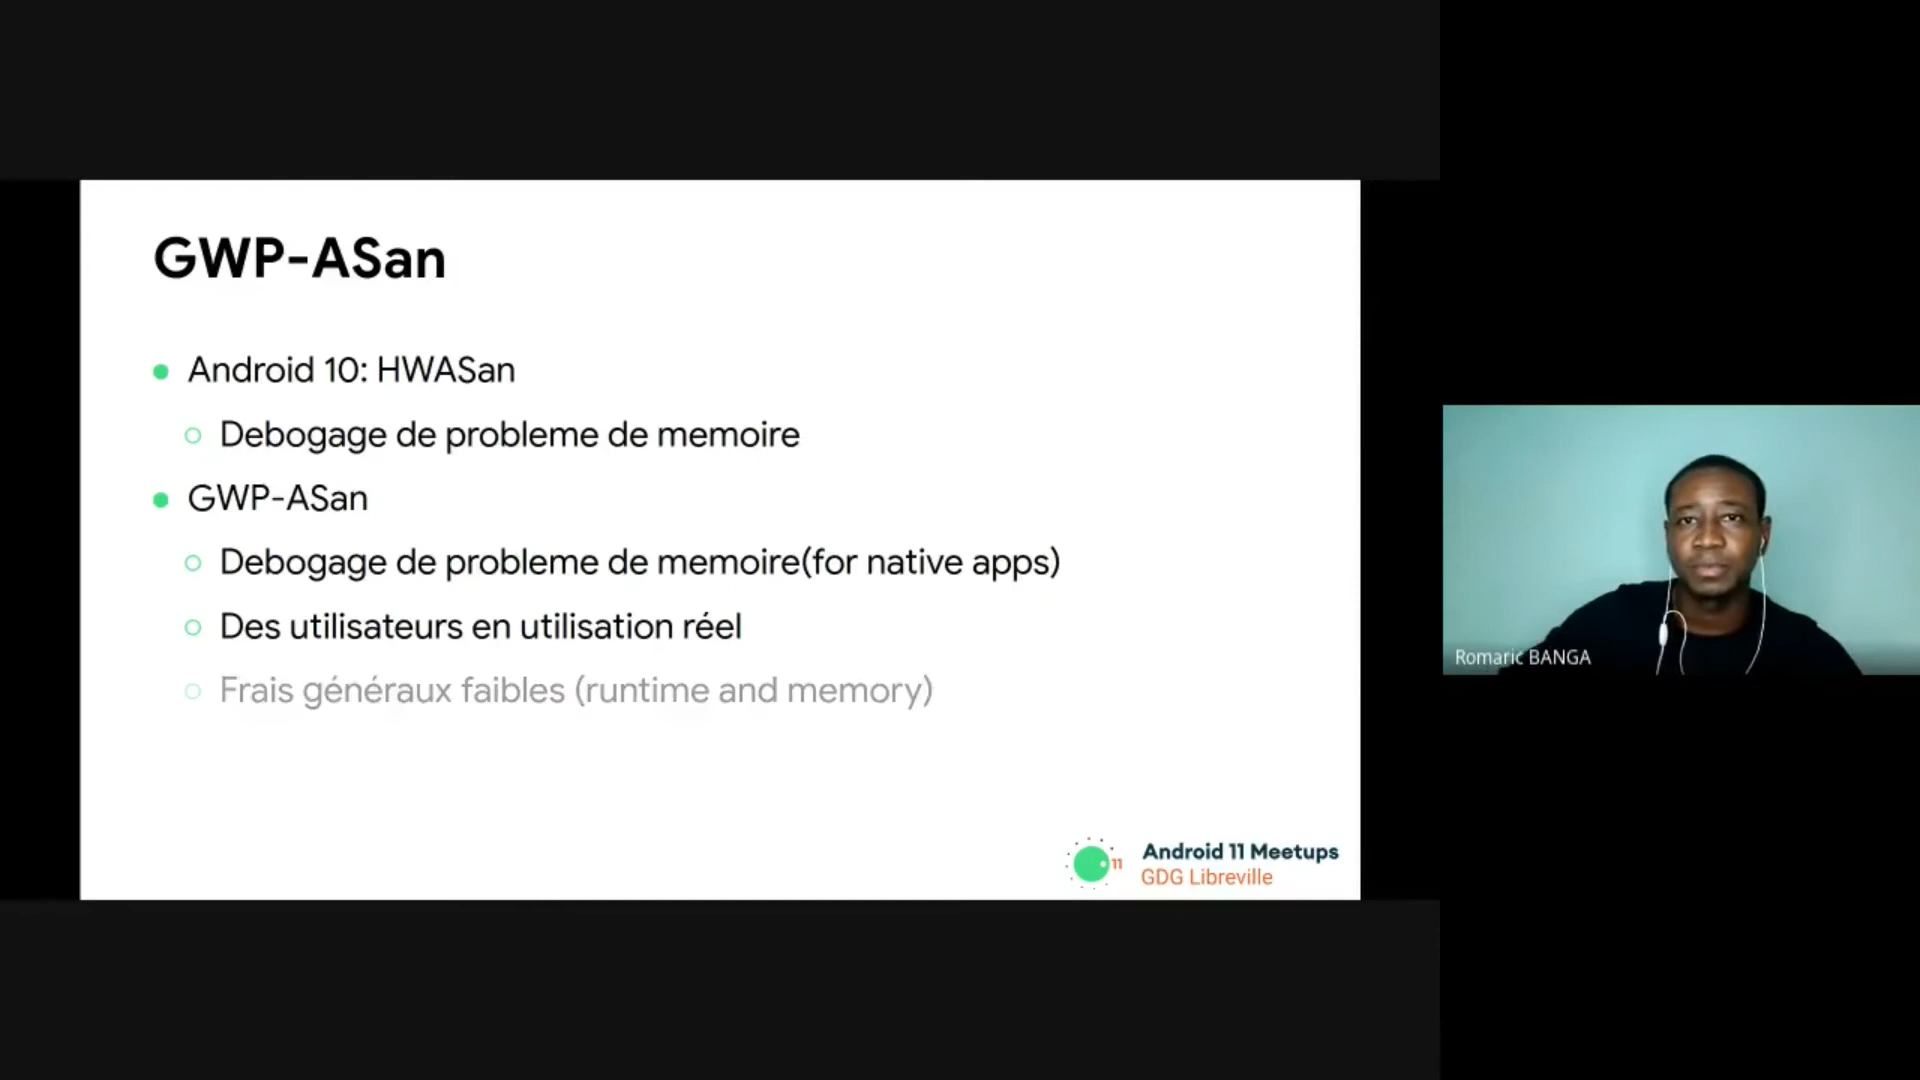 GWP-ASan
Android 10: HWASan
Debogage de probleme de memoire
GWP-ASan
Debogage de probleme de memoire(for native apps)
Des utilisateurs en utilisation réel
Frais généraux faibles (runtime and memory)
11
Android 11 Meetups
GDG Libreville
Romaric BANGA